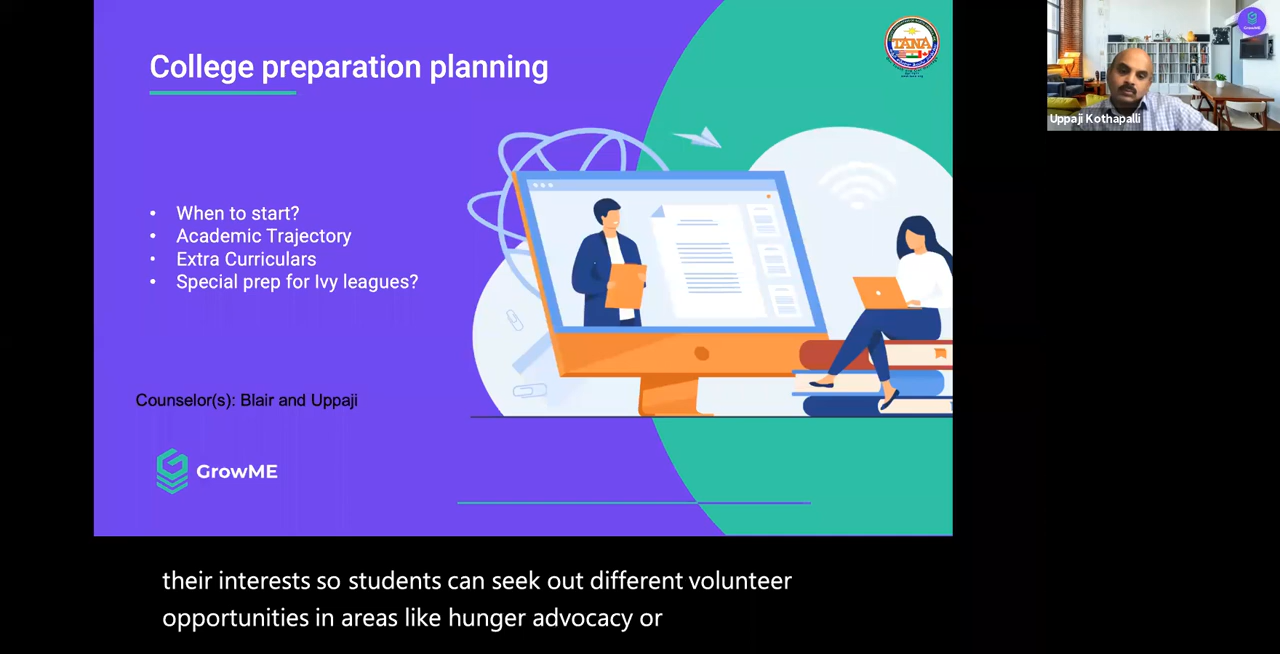 College preparation planning
TANA
• When to start?
• Academic Trajectory
• Extra Curriculars
• Special prep for Ivy leagues?
Counselor(s): Blair and Uppaji
GrowME
GrowME
Uppaji Kothapalli
their interests so students can seek out different volunteer
opportunities in areas like hunger advocacy or